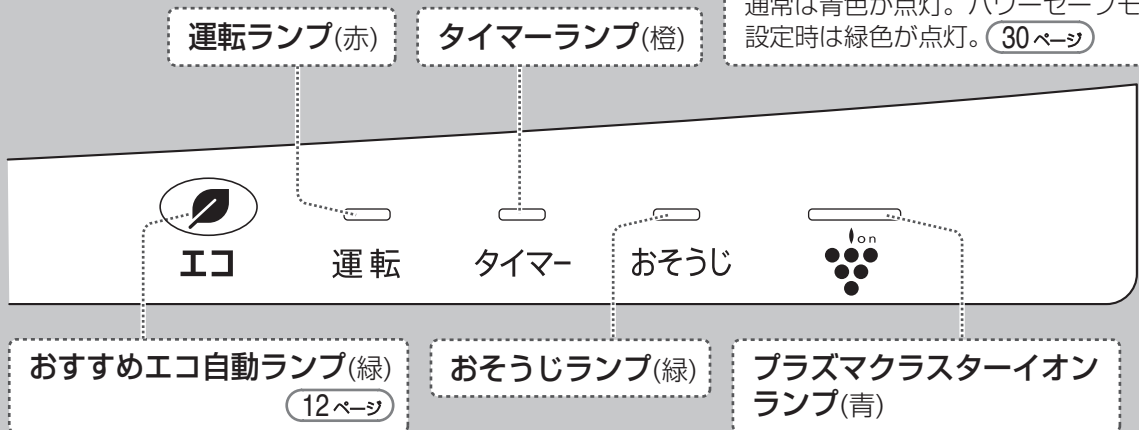 通常は青色が点灯。パワーセーブモ
設定時は緑色が点灯。30ページ
運転ランプ(赤)
タイマーランプ(橙)
エコ
運転
タイマー
おそうじ
ion
おすすめエコ自動ランプ(緑)
12ページ
おそうじランプ(緑)
プラズマクラスターイオン
ランプ(青)